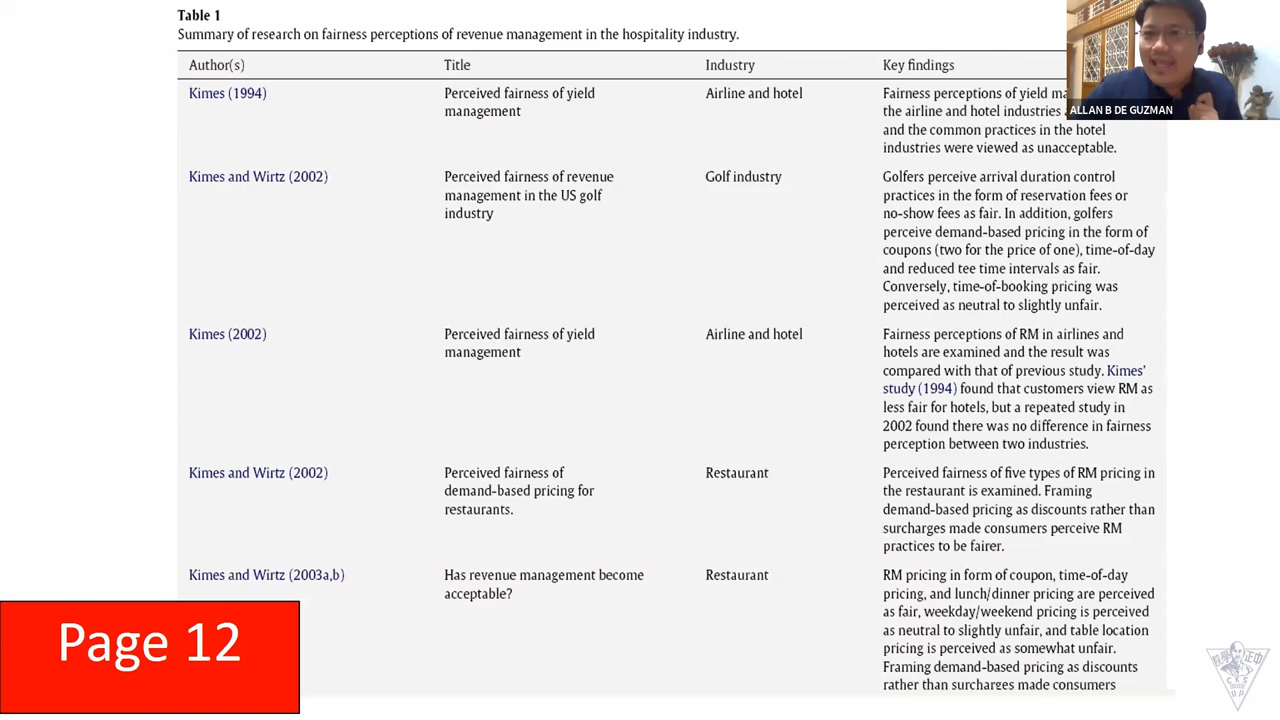 Table 1
Summary of research on fairness perceptions of revenue management in the hospitality industry.
Author(s) Title Industry Key findings
Kimes (1994) Perceived fairness of yield management Airline and hotel Fairness perceptions of yield
the airline and hotel industries
and the common practices in the hotel
industries were viewed as unacceptable.
Kimes and Wirtz (2002) Perceived fairness of revenue management in the US golf industry Golf industry Golfers perceive arrival duration control
practices in the form of reservation fees or
no-show fees as fair. In addition, golfers
perceive demand-based pricing in the form of
coupons (two for the price of one), time-of-day
and reduced tee time intervals as fair.
Conversely, time-of-booking pricing was
perceived as neutral to slightly unfair.
Kimes (2002) Perceived fairness of yield management Airline and hotel Fairness perceptions of RM in airlines and
hotels are examined and the result was
compared with that of previous study. Kimes'
study (1994) found that customers view RM as
less fair for hotels, but a repeated study in
2002 found there was no difference in fairness
perception between two industries.
Kimes and Wirtz (2002) Perceived fairness of demand-based pricing for restaurants. Restaurant Perceived fairness of five types of RM pricing in
the restaurant is examined. Framing
demand-based pricing as discounts rather than
surcharges made consumers perceive RM
practices to be fairer.
Kimes and Wirtz (2003a,b) Has revenue management become acceptable? Restaurant RM pricing in form of coupon, time-of-day
pricing, and lunch/dinner pricing are perceived
as fair, weekday/weekend pricing is perceived
as neutral to slightly unfair, and table location
pricing is perceived as somewhat unfair.
Framing demand-based pricing as discounts
rather than surcharges made consumers
Page 12
ALLAN B DE GUZMAN